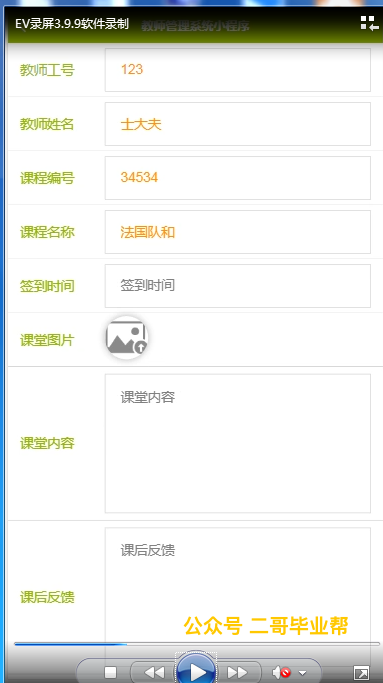 EV录屏3.9.9软件录制
教师管理系统小程序
教师工号 123
教师姓名 士大夫
课程编号 34534
课程名称 法国队和
签到时间 签到时间
课堂图片
课堂内容
课堂内容
课后反馈
课后反馈
公众号 二哥毕业帮